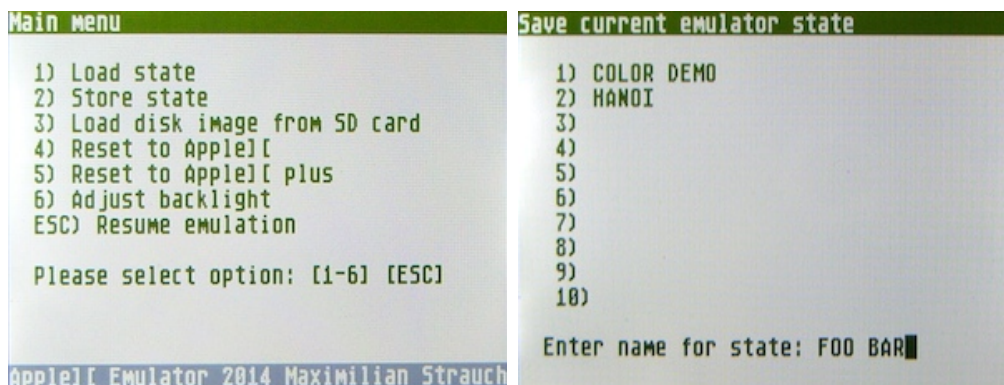 Main menu
1) Load state
2) Store state
3) Load disk image from SD card
4) Reset to Apple][
5) Reset to Apple][ plus
6) Adjust backlight
ESC) Resume emulation
Please select option: [1-6] [ESC]
Apple][ Emulator 2014 Maximilian Strauch
Save current emulator state
1) COLOR DEMO
2) HANOI
3)
4)
5)
6)
7)
8)
9)
10)
Enter name for state: FOO BAR